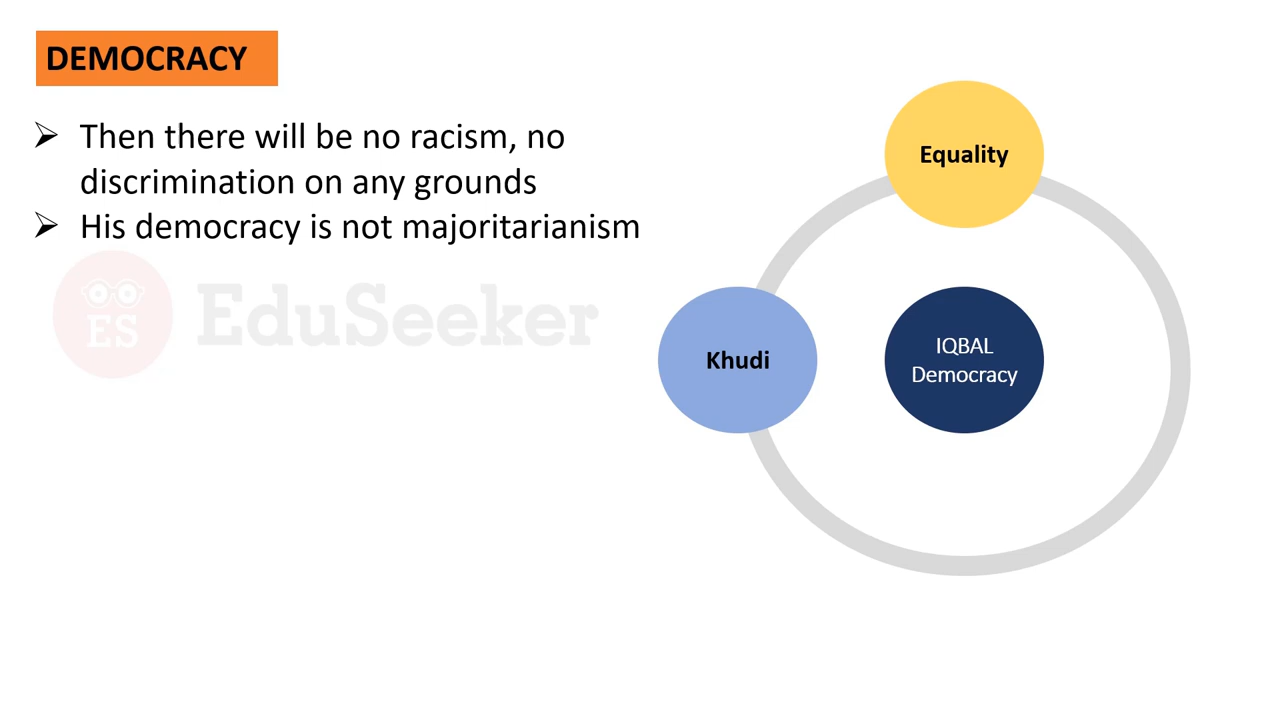 DEMOCRACY
Then there will be no racism, no
discrimination on any grounds
His democracy is not majoritarianism
ES
EduSeeker
Equality
Khudi
IQBAL
Democracy